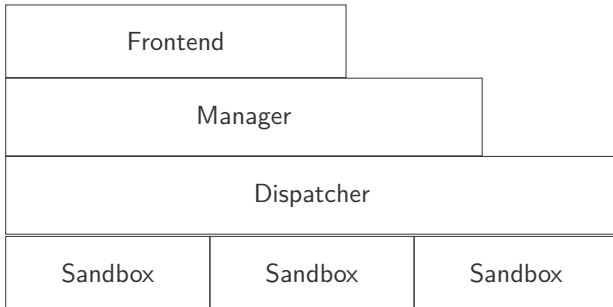 Frontend
Manager
Dispatcher
Sandbox Sandbox Sandbox